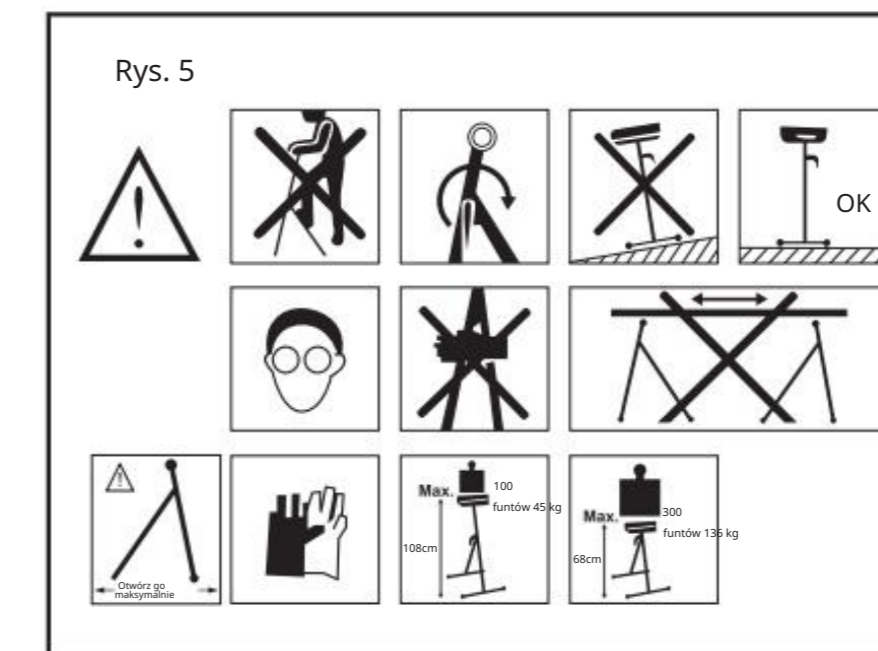 Rys. 5
OK
Otwórz go
maksymalnie
Max.
100
funtów 45 kg
108cm
Max.
300
funtów 136 kg
68cm